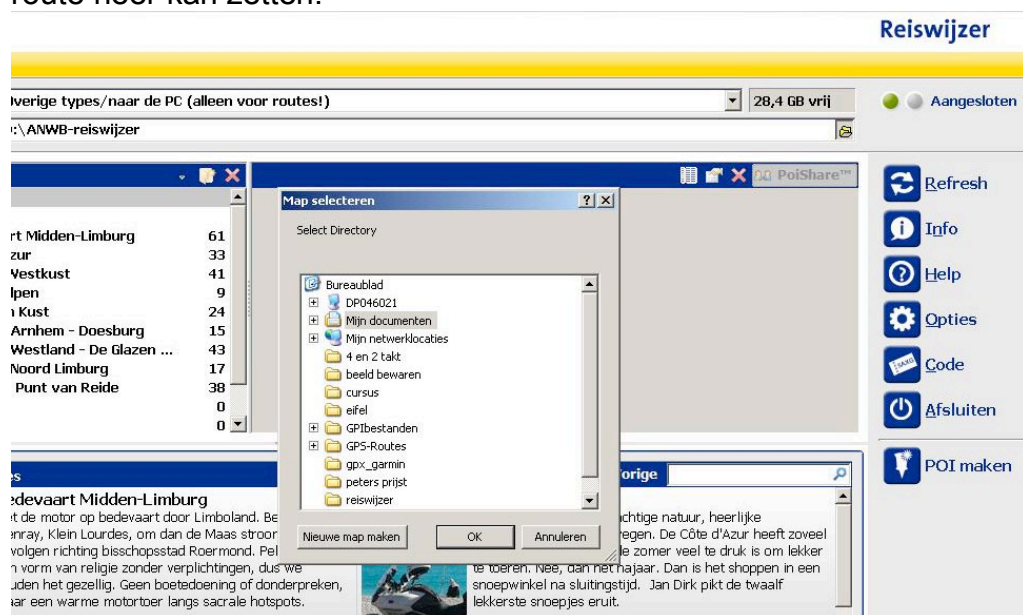 route neer kan zetten.
Reiswijzer
Overige types/naar de PC (alleen voor routes!)
28,4 GB vrij
Aangesloten
:\ANWB-reiswijzer
PoiShare™
Map selecteren
Select Directory
Bureaublad
DP046021
Mijn documenten
Mijn netwerklocaties
4 en 2 takt
beeld bewaren
cursus
eifel
GPIbestanden
GPS-Routes
gpx_garmin
peters prijst
reiswijzer
Nieuwe map maken
OK
Annuleren
rt Midden-Limburg 61
zur 33
Westkust 41
lpen 9
n Kust 24
Arnhem - Doesburg 15
Westland - De Glazen ... 43
Noord Limburg 17
Punt van Reide 38
0
0
Refresh
Info
Help
Opties
Code
Afsluiten
POI maken
es
orige
edevaart Midden-Limburg
et de motor op bedevaart door Limboland. Be
enray, Klein Lourdes, om dan de Maas stroor
volgen richting bisschopsstad Roermond. Pel
n vorm van religie zonder verplichtingen, dus we
uden het gezellig. Geen boetedoening of donderpreken,
ar een warme motortoer langs sacrale hotspots.
chtige natuur, heerlijke
egen. De Côte d'Azur heeft zoveel
le zomer veel te druk is om lekker
te toeren. Nee, dan het najaar. Dan is het shoppen in een
snoepwinkel na sluitingstijd. Jan Dirk pikt de twaalf
lekkerste snoepjes eruit.